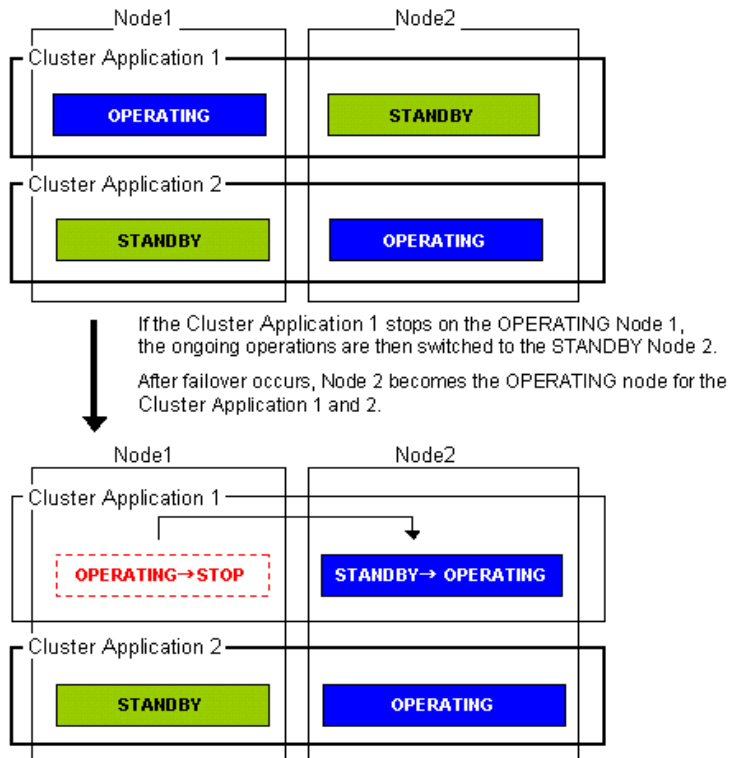 Node1 Node2
Cluster Application 1
OPERATING STANDBY
Cluster Application 2
STANDBY OPERATING
If the Cluster Application 1 stops on the OPERATING Node 1,
the ongoing operations are then switched to the STANDBY Node 2.
After failover occurs, Node 2 becomes the OPERATING node for the
Cluster Application 1 and 2.
Node1 Node2
Cluster Application 1
OPERATING→STOP STANDBY→ OPERATING
Cluster Application 2
STANDBY OPERATING